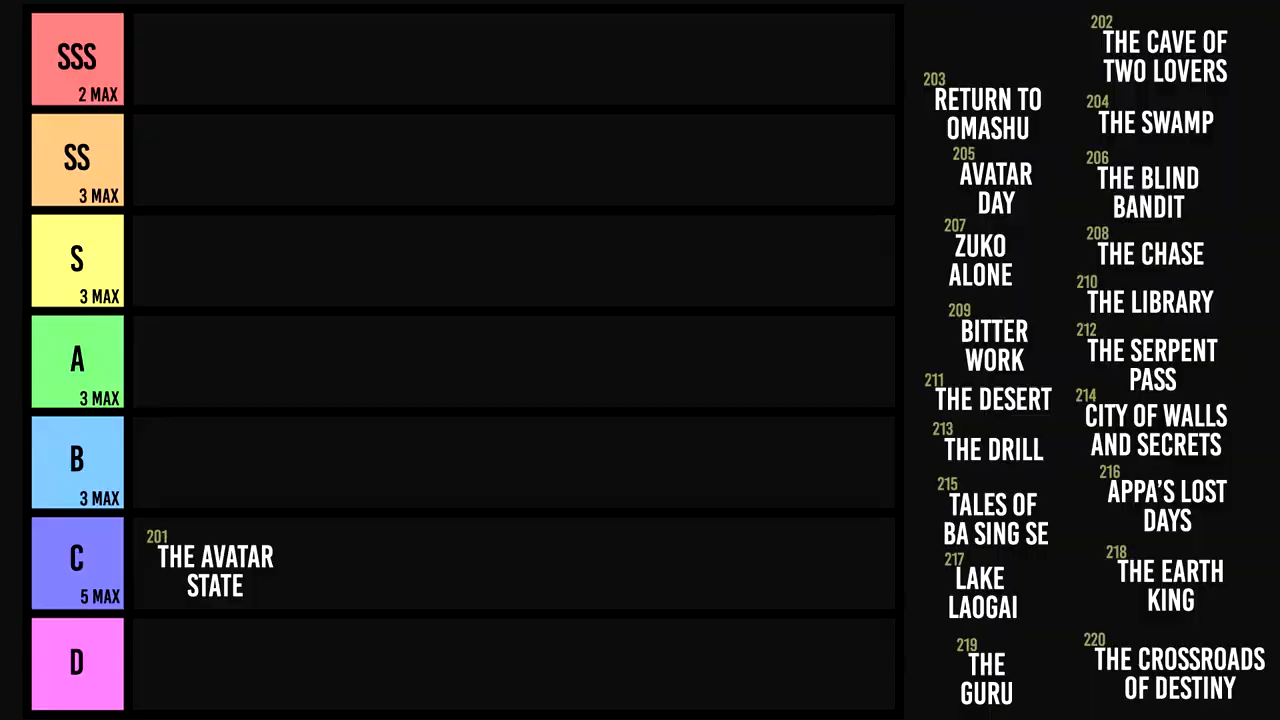 SSS
2 MAX
SS
3 MAX
S
3 MAX
A
3 MAX
B
3 MAX
C
5 MAX
201
THE AVATAR
STATE
D
202
THE CAVE OF
TWO LOVERS
203
RETURN TO
OMASHU
204
THE SWAMP
205
AVATAR
DAY
206
THE BLIND
BANDIT
207
ZUKO
ALONE
208
THE CHASE
209
BITTER
WORK
210
THE LIBRARY
211
THE DESERT
212
THE SERPENT
PASS
213
THE DRILL
214
CITY OF WALLS
AND SECRETS
215
TALES OF
BA SING SE
216
APPA'S LOST
DAYS
217
LAKE
LAOGAI
218
THE EARTH
KING
219
THE
GURU
220
THE CROSSROADS
OF DESTINY